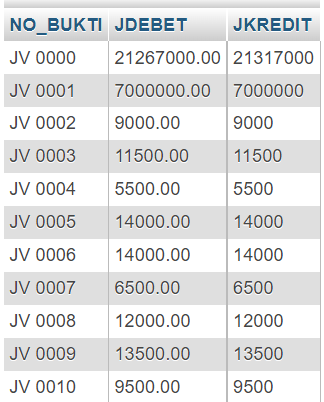 NO_BUKTI JDEBET JKREDIT
JV 0000 21267000.00 21317000
JV 0001 7000000.00 7000000
JV 0002 9000.00 9000
JV 0003 11500.00 11500
JV 0004 5500.00 5500
JV 0005 14000.00 14000
JV 0006 14000.00 14000
JV 0007 6500.00 6500
JV 0008 12000.00 12000
JV 0009 13500.00 13500
JV 0010 9500.00 9500